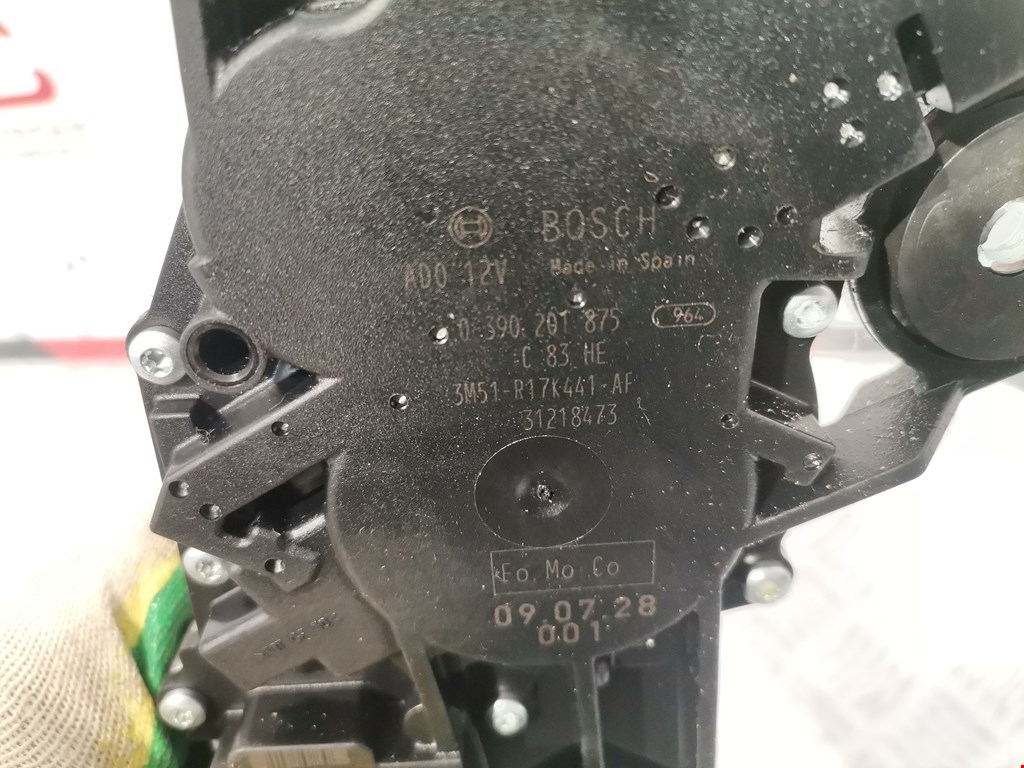 BOSCH
ADO 12V Made in Spain
0 390 201 875 964
C 83 HE
3M51-R17K441-AF
31218473
Fo Mo Co
09.07.28
001